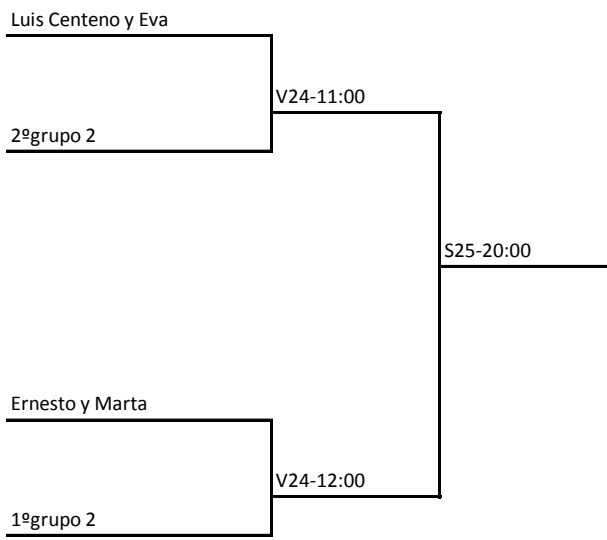 Luis Centeno y Eva
V24-11:00
2ºgrupo 2
S25-20:00
Ernesto y Marta
V24-12:00
1ºgrupo 2